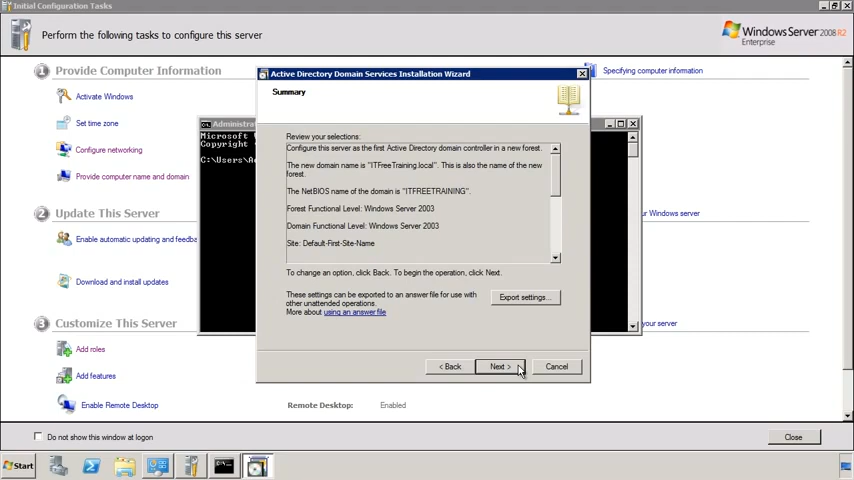 Initial Configuration Tasks
Perform the following tasks to configure this server
Windows Server 2008 R2
Enterprise
1 Provide Computer Information
Specifying computer information
Activate Windows
Set time zone
Configure networking
Provide computer name and domain
2 Update This Server
Windows server
Enable automatic updating and feedba
Download and install updates
3 Customize This Server
your server
Add roles
Add features
Enable Remote Desktop
Remote Desktop: Enabled
Do not show this window at logon
Close
Administra
Microsoft
Copyright
C:\Users\A
Active Directory Domain Services Installation Wizard
Summary
Review your selections:
Configure this server as the first Active Directory domain controller in a new forest.
The new domain name is "ITFreeTraining.local". This is also the name of the new
forest.
The NetBIOS name of the domain is "ITFREETRAINING".
Forest Functional Level: Windows Server 2003
Domain Functional Level: Windows Server 2003
Site: Default-First-Site-Name
To change an option, click Back. To begin the operation, click Next.
These settings can be exported to an answer file for use with
other unattended operations.
More about using an answer file
Export settings...
< Back
Next >
Cancel
Start